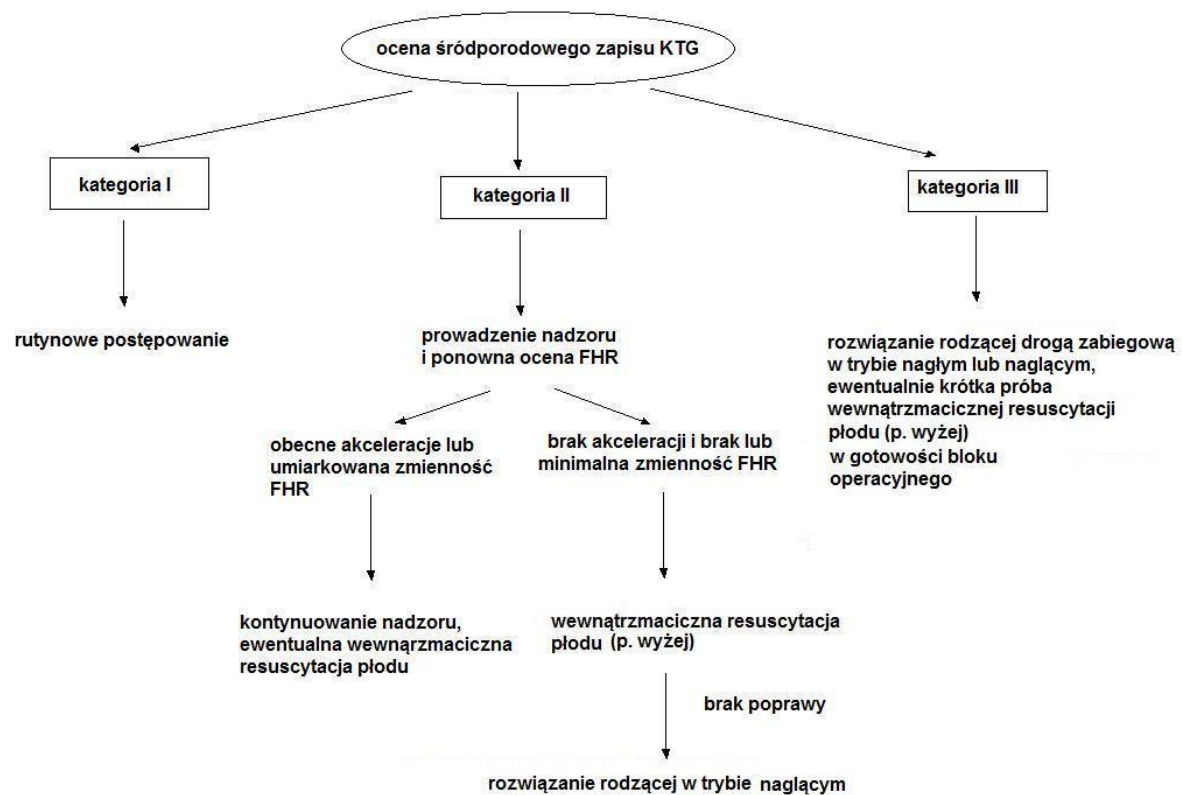 ocena śródporodowego zapisu KTG
kategoria I
kategoria II
kategoria III
rutynowe postępowanie
prowadzenie nadzoru
i ponowna ocena FHR
rozwiązanie rodzącej drogą zabiegową
w trybie nagłym lub naglącym,
ewentualnie krótka próba
wewnątrzmacicznej resuscytacji
płodu (p. wyżej)
w gotowości bloku
operacyjnego
obecne akceleracje lub
umiarkowana zmienność
FHR
brak akceleracji i brak lub
minimalna zmienność FHR
kontynuowanie nadzoru,
ewentualna wewnąrzmaciczna
resuscytacja płodu
wewnątrzmaciczna resuscytacja
płodu (p. wyżej)
brak poprawy
rozwiązanie rodzącej w trybie naglącym